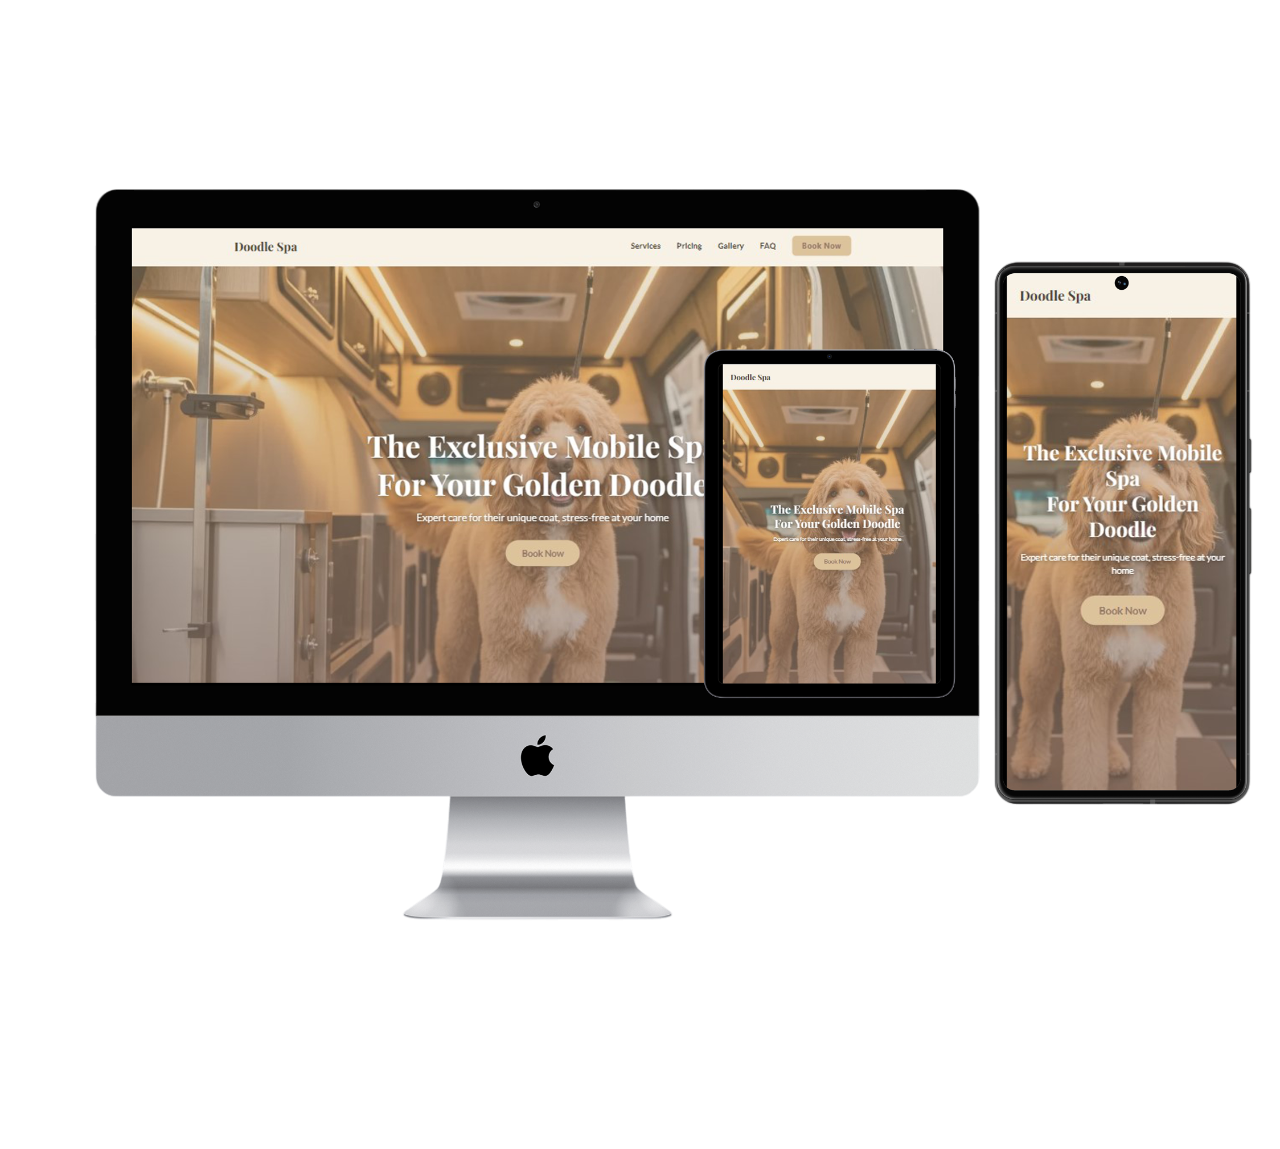 Doodle Spa
Services Pricing Gallery FAQ Book Now
The Exclusive Mobile Sp
For Your Golden Doodle
Expert care for their unique coat, stress-free at your home
Book Now
Doodle Spa
The Exclusive Mobile Spa
For Your Golden Doodle
Expert care for their unique coat, stress-free at your home
Book Now
Doodle Spa
The Exclusive Mobile
Spa
For Your Golden
Doodle
Expert care for their unique coat, stress-free at your
home
Book Now